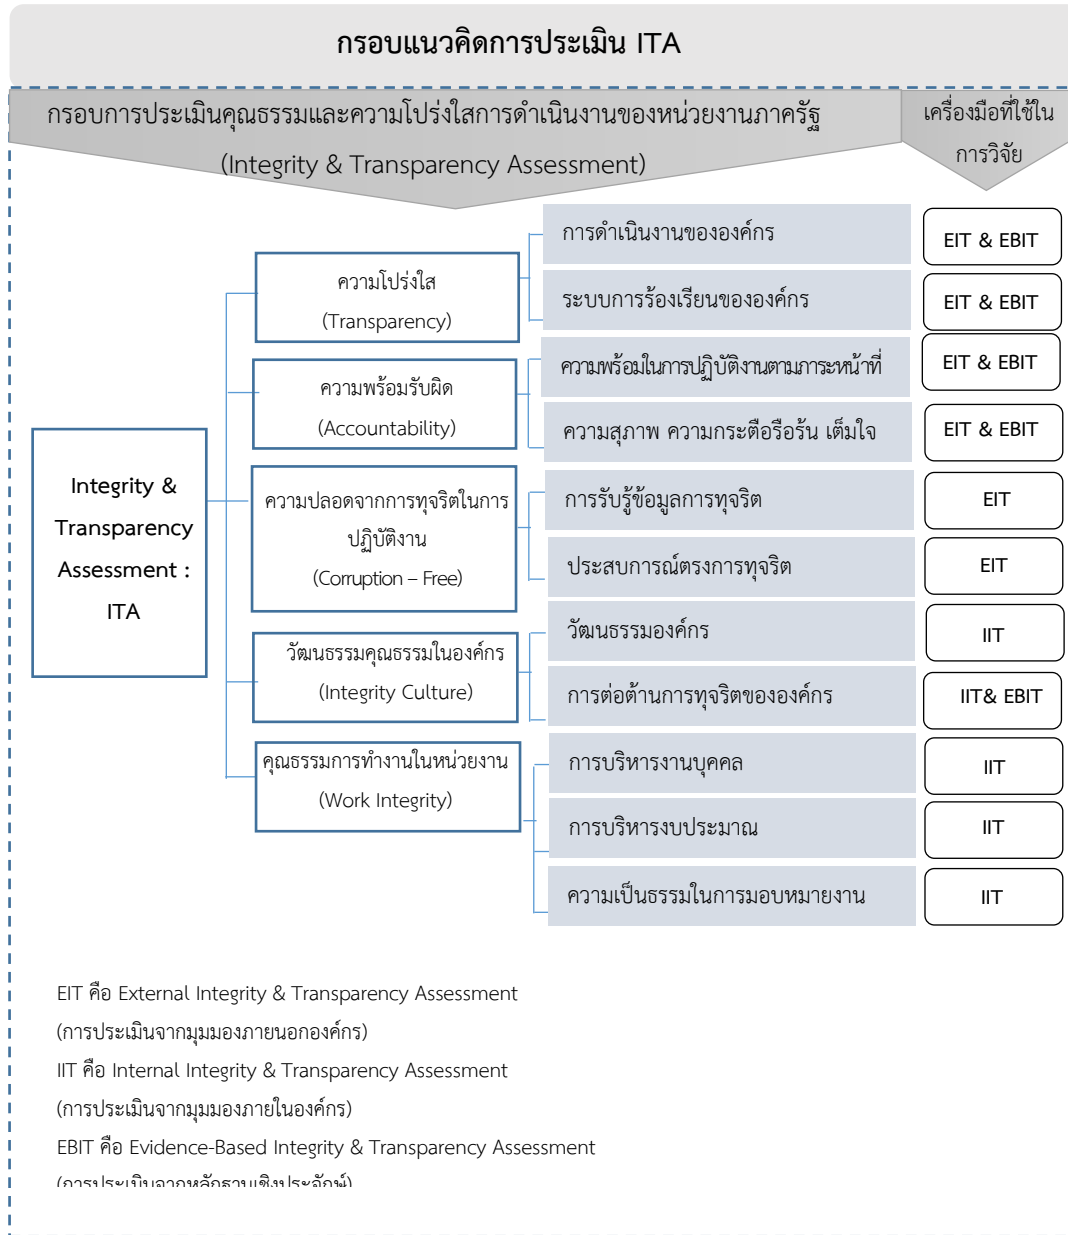 กรอบแนวคิดการประเมิน ITA
กรอบการประเมินคุณธรรมและความโปร่งใสการดำเนินงานของหน่วยงานภาครัฐ
(Integrity & Transparency Assessment)
เครื่องมือที่ใช้ใน
การวิจัย
Integrity &
Transparency
Assessment :
ITA
ความโปร่งใส
(Transparency)
การดำเนินงานขององค์กร
EIT & EBIT
ระบบการร้องเรียนขององค์กร
EIT & EBIT
ความพร้อมรับผิด
(Accountability)
ความพร้อมในการปฏิบัติงานตามภาระหน้าที่
EIT & EBIT
ความสุภาพ ความกระตือรือร้น เต็มใจ
EIT & EBIT
ความปลอดจากการทุจริตในการ
ปฏิบัติงาน
(Corruption – Free)
การรับรู้ข้อมูลการทุจริต
EIT
ประสบการณ์ตรงการทุจริต
EIT
วัฒนธรรมคุณธรรมในองค์กร
(Integrity Culture)
วัฒนธรรมองค์กร
IIT
การต่อต้านการทุจริตขององค์กร
IIT& EBIT
คุณธรรมการทำงานในหน่วยงาน
(Work Integrity)
การบริหารงานบุคคล
IIT
การบริหารงบประมาณ
IIT
ความเป็นธรรมในการมอบหมายงาน
IIT
EIT คือ External Integrity & Transparency Assessment
(การประเมินจากมุมมองภายนอกองค์กร)
IIT คือ Internal Integrity & Transparency Assessment
(การประเมินจากมุมมองภายในองค์กร)
EBIT คือ Evidence-Based Integrity & Transparency Assessment
(การประเมินจากหลักฐานเชิงประจักษ์)